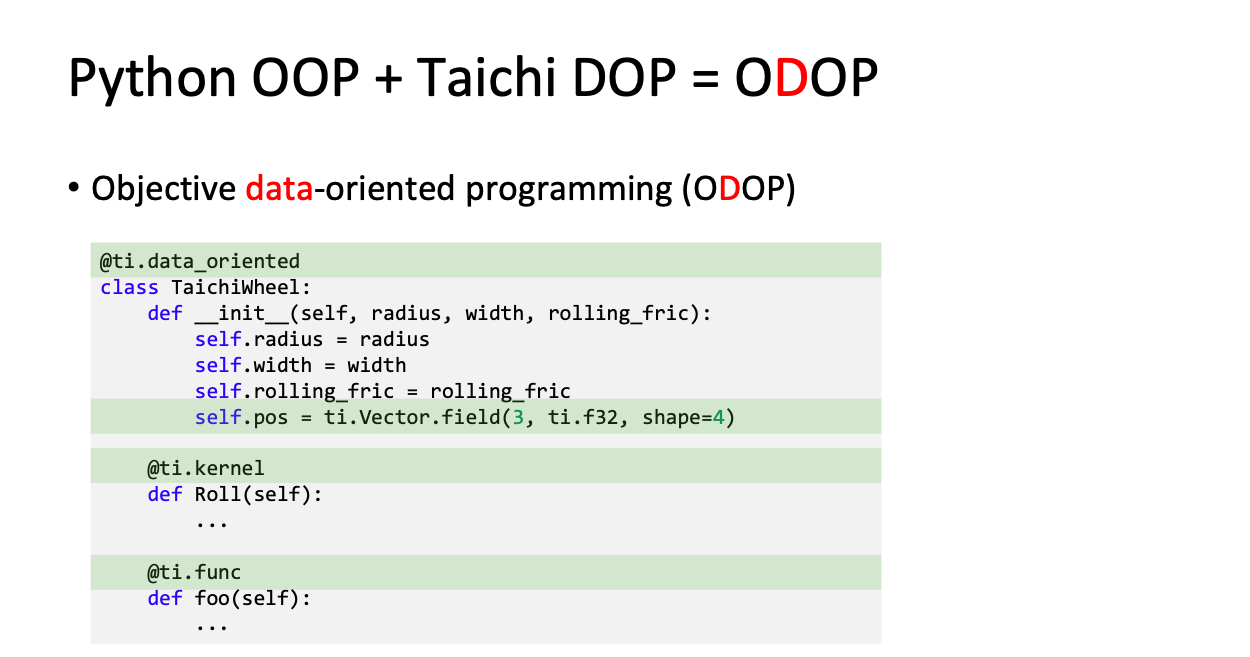 Python OOP + Taichi DOP = ODOP
• Objective data-oriented programming (ODOP)
@ti.data_oriented
class TaichiWheel:
    def __init__(self, radius, width, rolling_fric):
        self.radius = radius
        self.width = width
        self.rolling_fric = rolling_fric
        self.pos = ti.Vector.field(3, ti.f32, shape=4)
    @ti.kernel
    def Roll(self):
        ...
    @ti.func
    def foo(self):
        ...